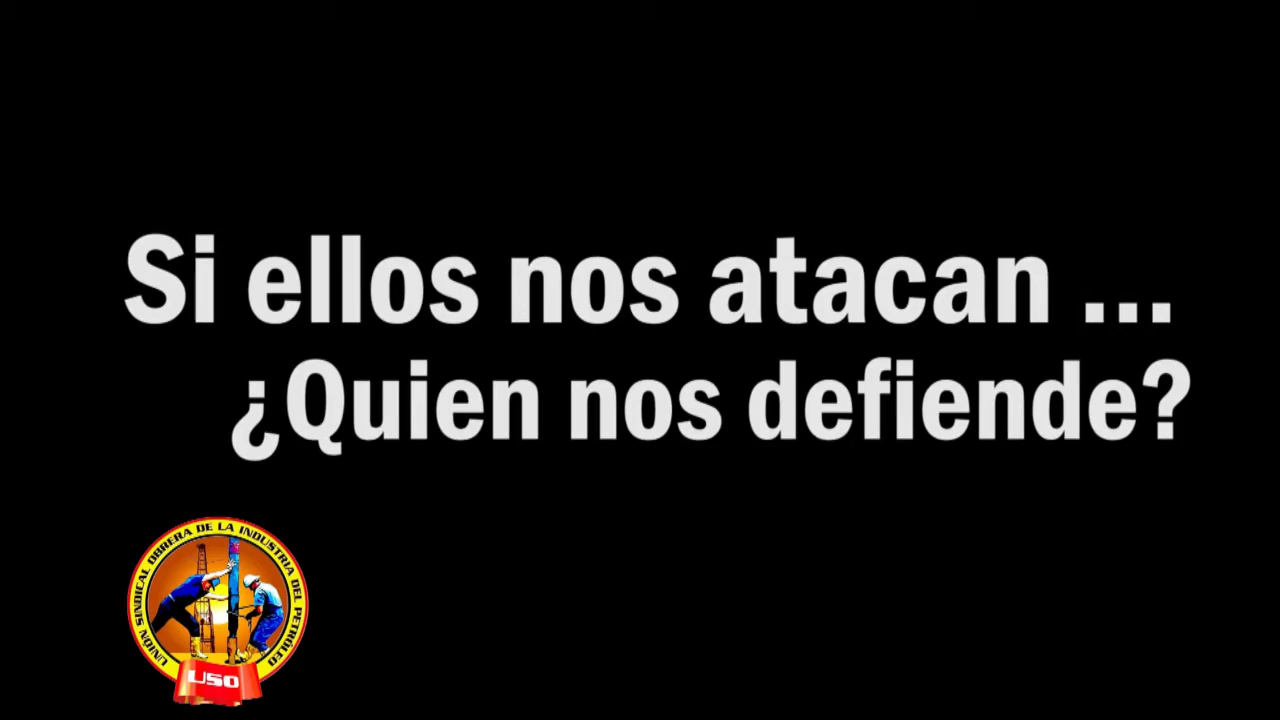 Si ellos nos atacan ...
¿Quien nos defiende?
UNIÓN SINDICAL OBRERA DE LA INDUSTRIA DEL PETRÓLEO
USO